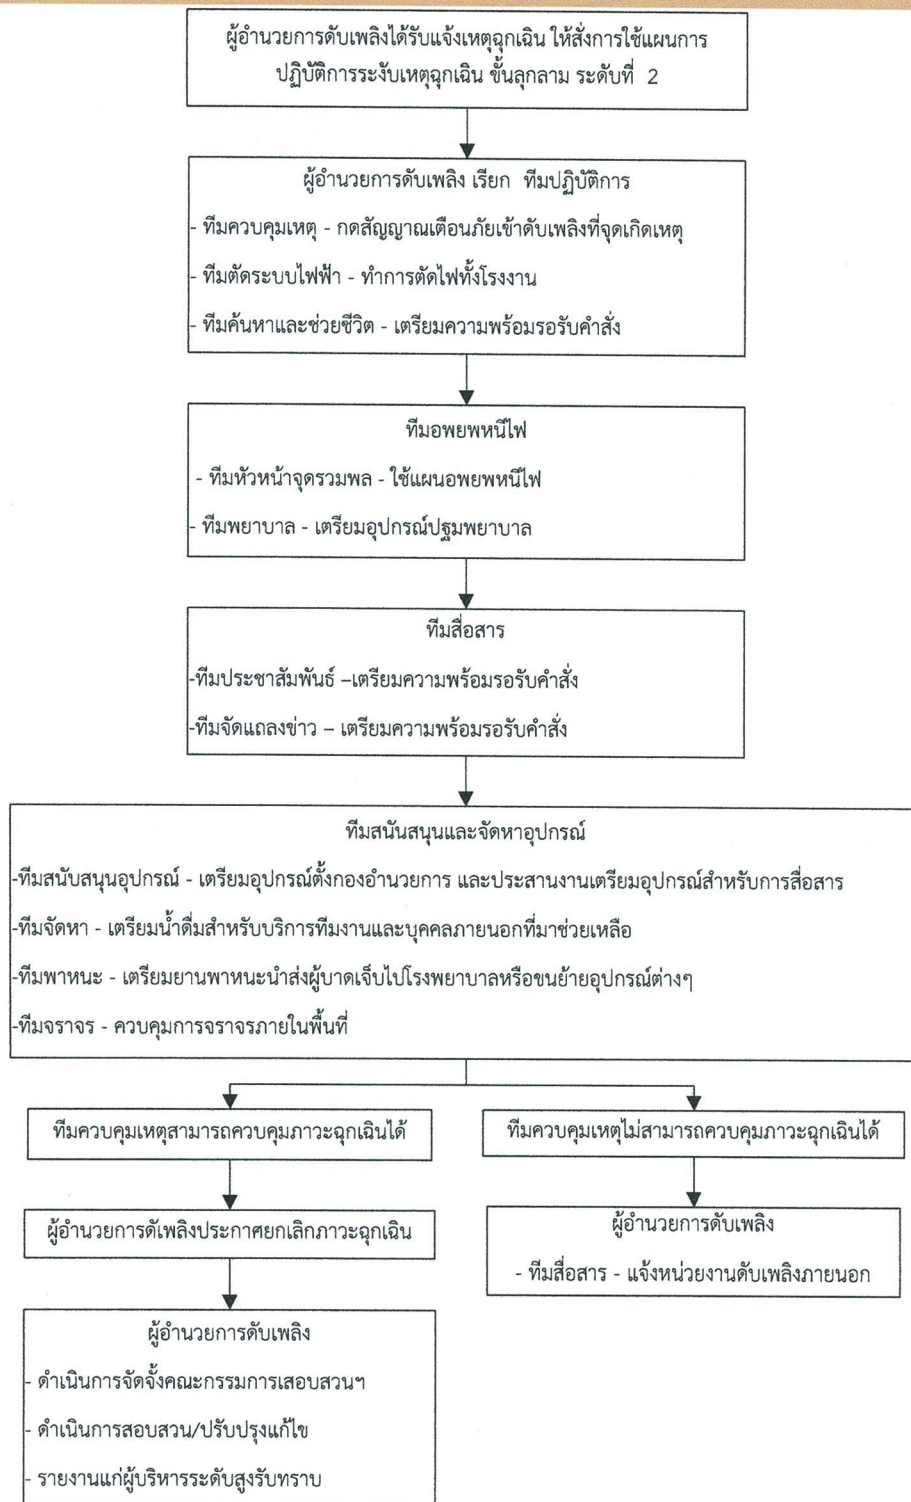 ผู้อำนวยการดับเพลิงได้รับแจ้งเหตุฉุกเฉิน ให้สั่งการใช้แผนการ
ปฏิบัติการระงับเหตุฉุกเฉิน ขั้นลุกลาม ระดับที่ 2
ผู้อำนวยการดับเพลิง เรียก ทีมปฏิบัติการ
- ทีมควบคุมเหตุ - กดสัญญาณเตือนภัยเข้าดับเพลิงที่จุดเกิดเหตุ
- ทีมตัดระบบไฟฟ้า - ทำการตัดไฟทั้งโรงงาน
- ทีมค้นหาและช่วยชีวิต - เตรียมความพร้อมรอรับคำสั่ง
ทีมอพยพหนีไฟ
- ทีมหัวหน้าจุดรวมพล - ใช้แผนอพยพหนีไฟ
- ทีมพยาบาล - เตรียมอุปกรณ์ปฐมพยาบาล
ทีมสื่อสาร
-ทีมประชาสัมพันธ์ –เตรียมความพร้อมรอรับคำสั่ง
-ทีมจัดแถลงข่าว – เตรียมความพร้อมรอรับคำสั่ง
ทีมสนันสนุนและจัดหาอุปกรณ์
-ทีมสนับสนุนอุปกรณ์ - เตรียมอุปกรณ์ตั้งกองอำนวยการ และประสานงานเตรียมอุปกรณ์สำหรับการสื่อสาร
-ทีมจัดหา - เตรียมน้ำดื่มสำหรับบริการทีมงานและบุคคลภายนอกที่มาช่วยเหลือ
-ทีมพาหนะ - เตรียมยานพาหนะนำส่งผู้บาดเจ็บไปโรงพยาบาลหรือขนย้ายอุปกรณ์ต่างๆ
-ทีมจราจร - ควบคุมการจราจรภายในพื้นที่
ทีมควบคุมเหตุสามารถควบคุมภาวะฉุกเฉินได้
ทีมควบคุมเหตุไม่สามารถควบคุมภาวะฉุกเฉินได้
ผู้อำนวยการดัเพลิงประกาศยกเลิกภาวะฉุกเฉิน
ผู้อำนวยการดับเพลิง
- ทีมสื่อสาร - แจ้งหน่วยงานดับเพลิงภายนอก
ผู้อำนวยการดับเพลิง
- ดำเนินการจัดจั้งคณะกรรมการเสอบสวนฯ
- ดำเนินการสอบสวน/ปรับปรุงแก้ไข
- รายงานแก่ผู้บริหารระดับสูงรับทราบ